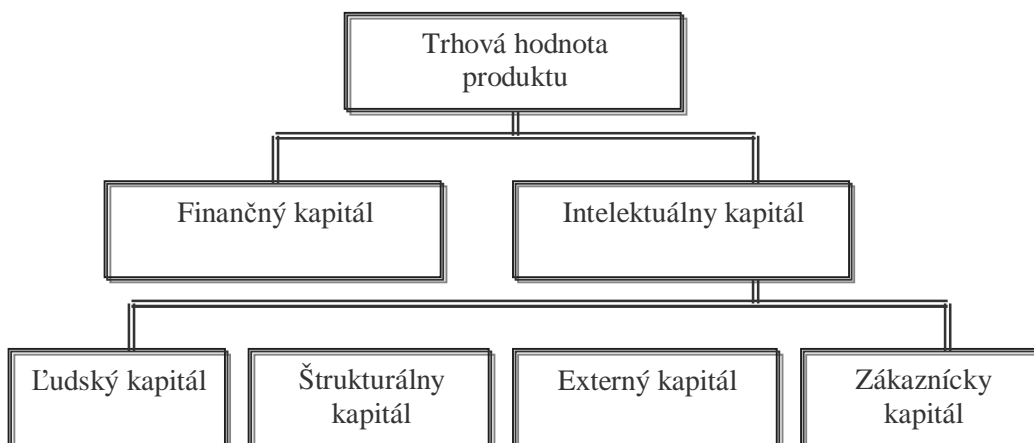 Trhová hodnota
produktu
Finančný kapitál
Intelektuálny kapitál
Ľudský kapitál
Štrukturálny
kapitál
Externý kapitál
Zákaznícky
kapitál